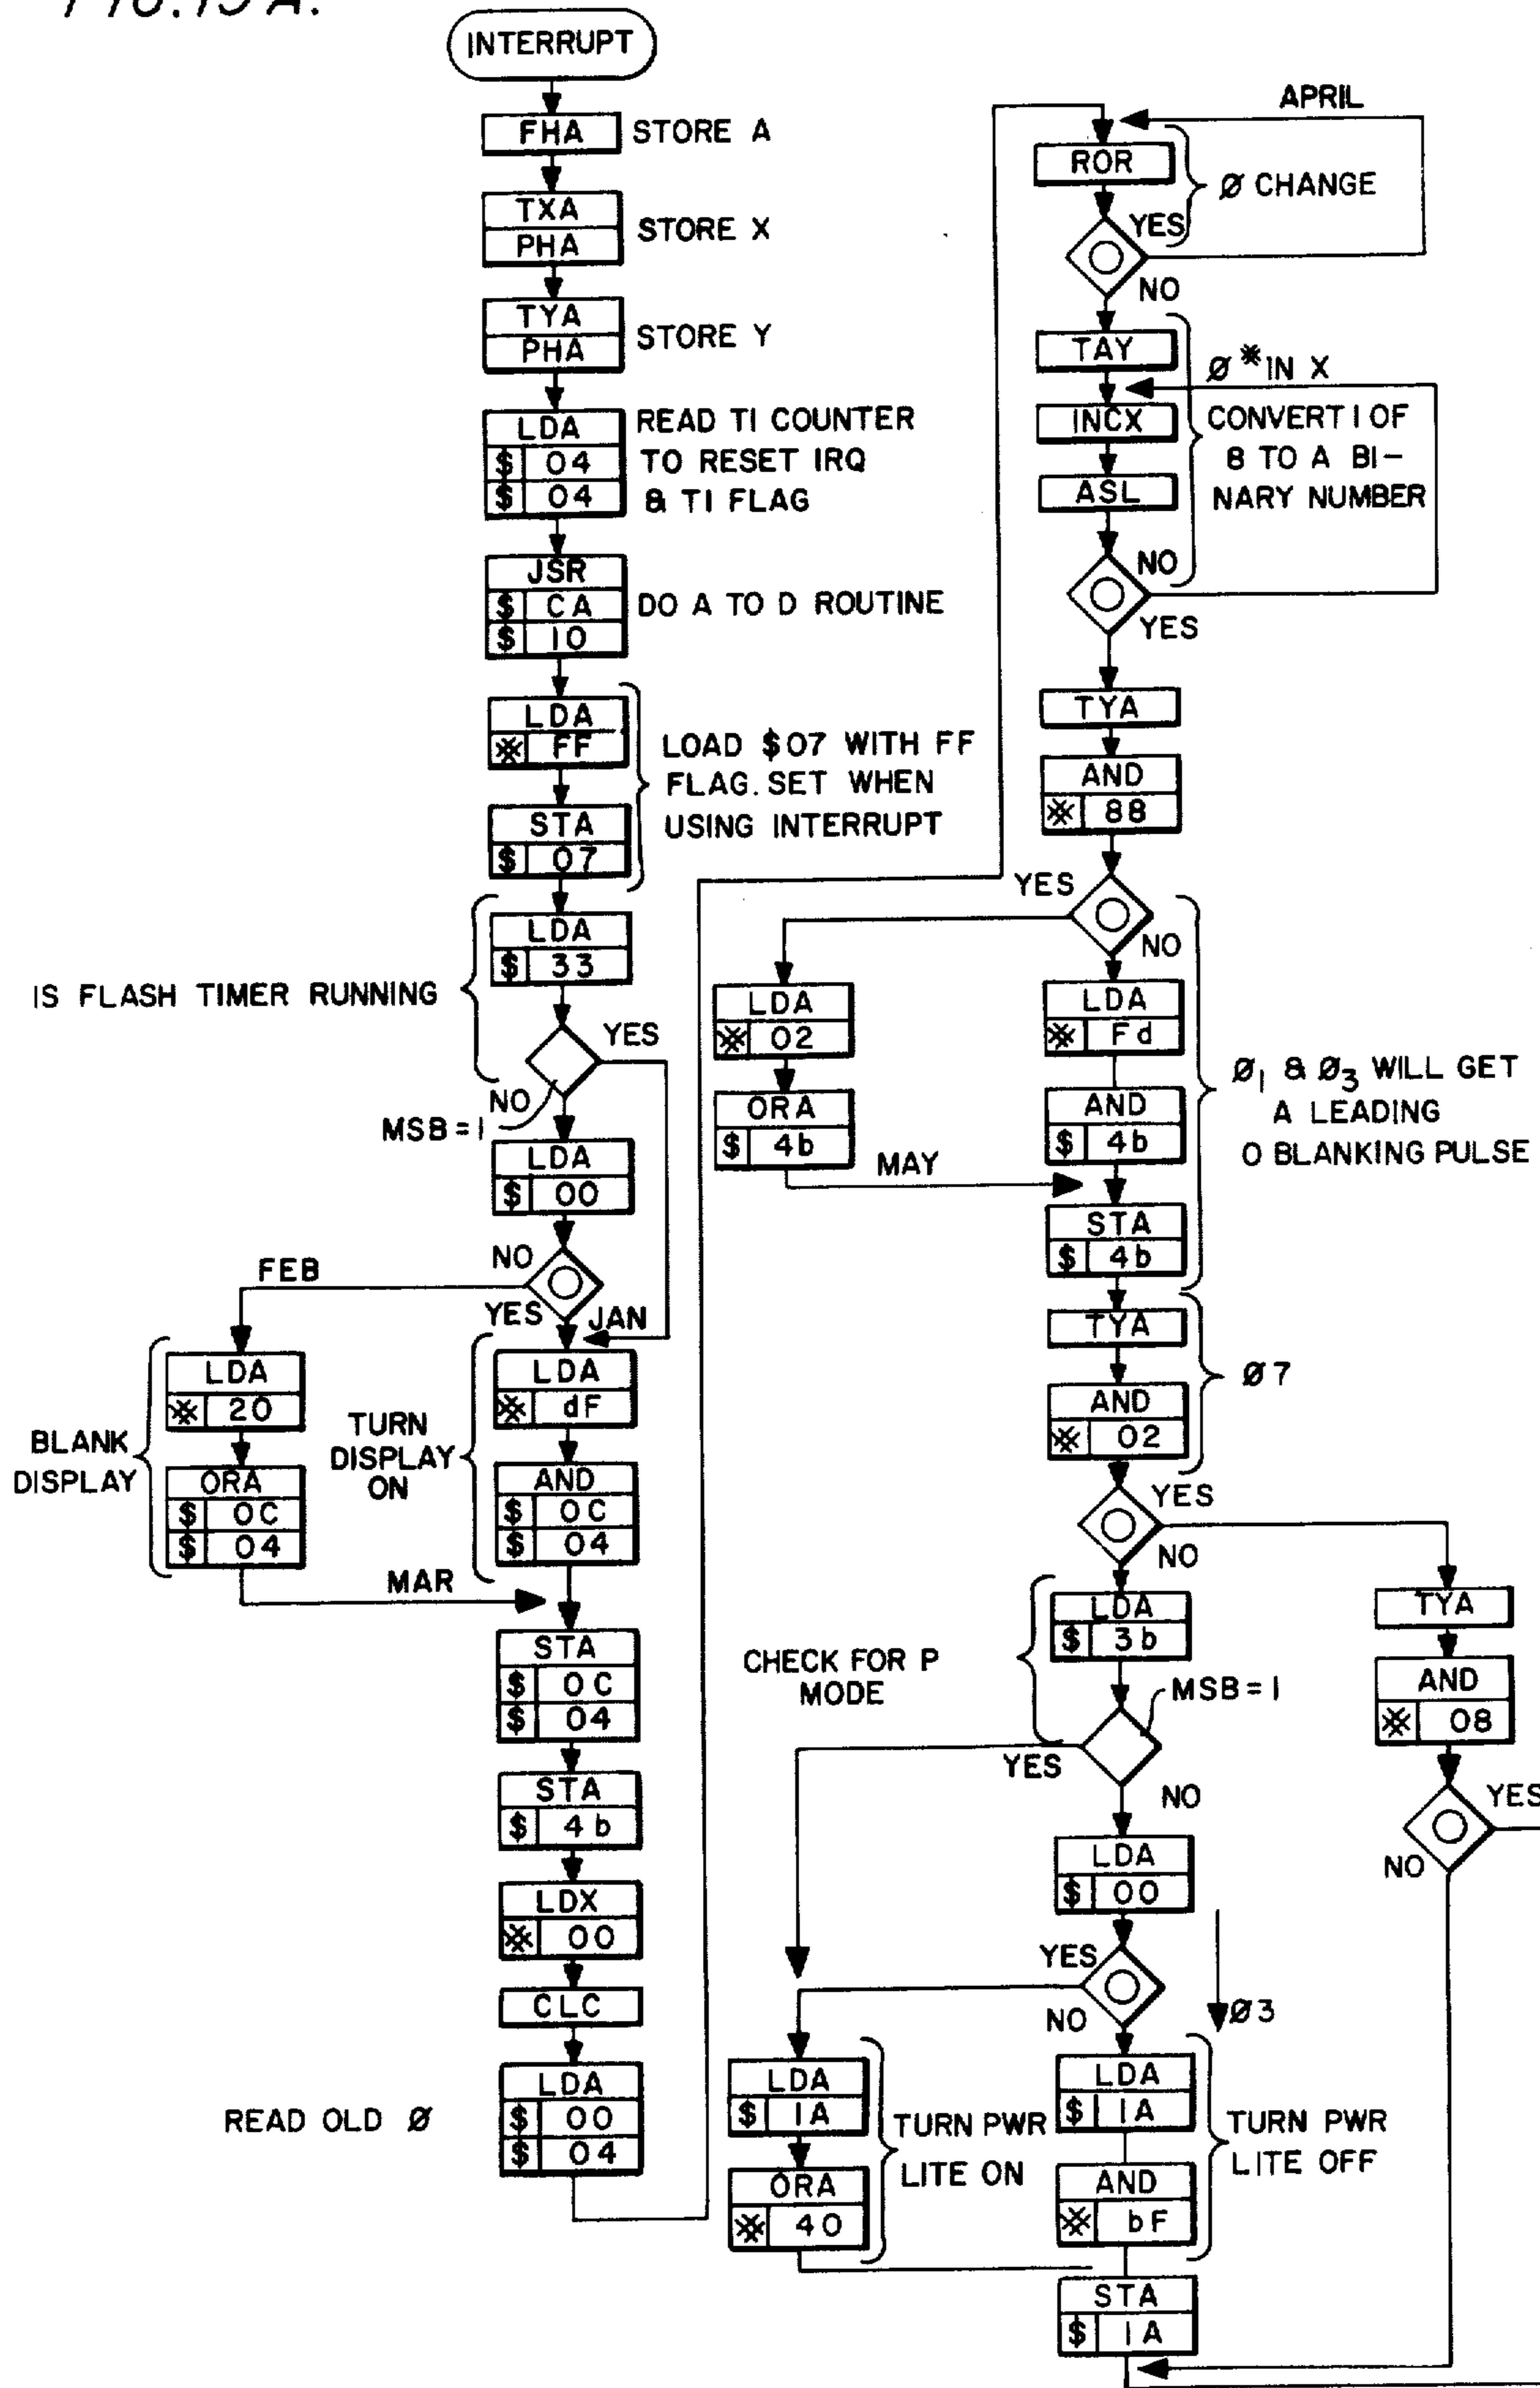 FIG. 15A.
INTERRUPT
FHA STORE A
TXA
PHA
STORE X
TYA
PHA
STORE Y
LDA
$ 04
$ 04
READ TI COUNTER
TO RESET IRQ
& TI FLAG
JSR
$ CA
$ 10
DO A TO D ROUTINE
LDA
※ FF
STA
$ 07
LOAD $07 WITH FF
FLAG. SET WHEN
USING INTERRUPT
LDA
$ 33
IS FLASH TIMER RUNNING
YES
NO
MSB=1
LDA
$ 00
NO
FEB
YES
JAN
LDA
※ 20
ORA
$ 0C
$ 04
BLANK
DISPLAY
LDA
※ dF
AND
$ 0C
$ 04
TURN
DISPLAY
ON
MAR
STA
$ 0C
$ 04
STA
$ 4b
LDX
※ 00
CLC
LDA
$ 00
$ 04
READ OLD Ø
APRIL
ROR
Ø CHANGE
YES
NO
TAY
Ø * IN X
INCX
ASL
CONVERT 1 OF
8 TO A BI-
NARY NUMBER
NO
YES
TYA
AND
※ 88
YES
NO
LDA
※ 02
ORA
$ 4b
MAY
LDA
※ Fd
AND
$ 4b
STA
$ 4b
Ø1 & Ø3 WILL GET
A LEADING
O BLANKING PULSE
TYA
AND
※ 02
Ø7
YES
NO
LDA
$ 3b
CHECK FOR P
MODE
MSB=1
YES
NO
TYA
AND
※ 08
YES
NO
LDA
$ 00
YES
NO
Ø3
LDA
$ 1A
ORA
※ 40
TURN PWR
LITE ON
LDA
$ 1A
AND
※ bF
TURN PWR
LITE OFF
STA
$ 1A